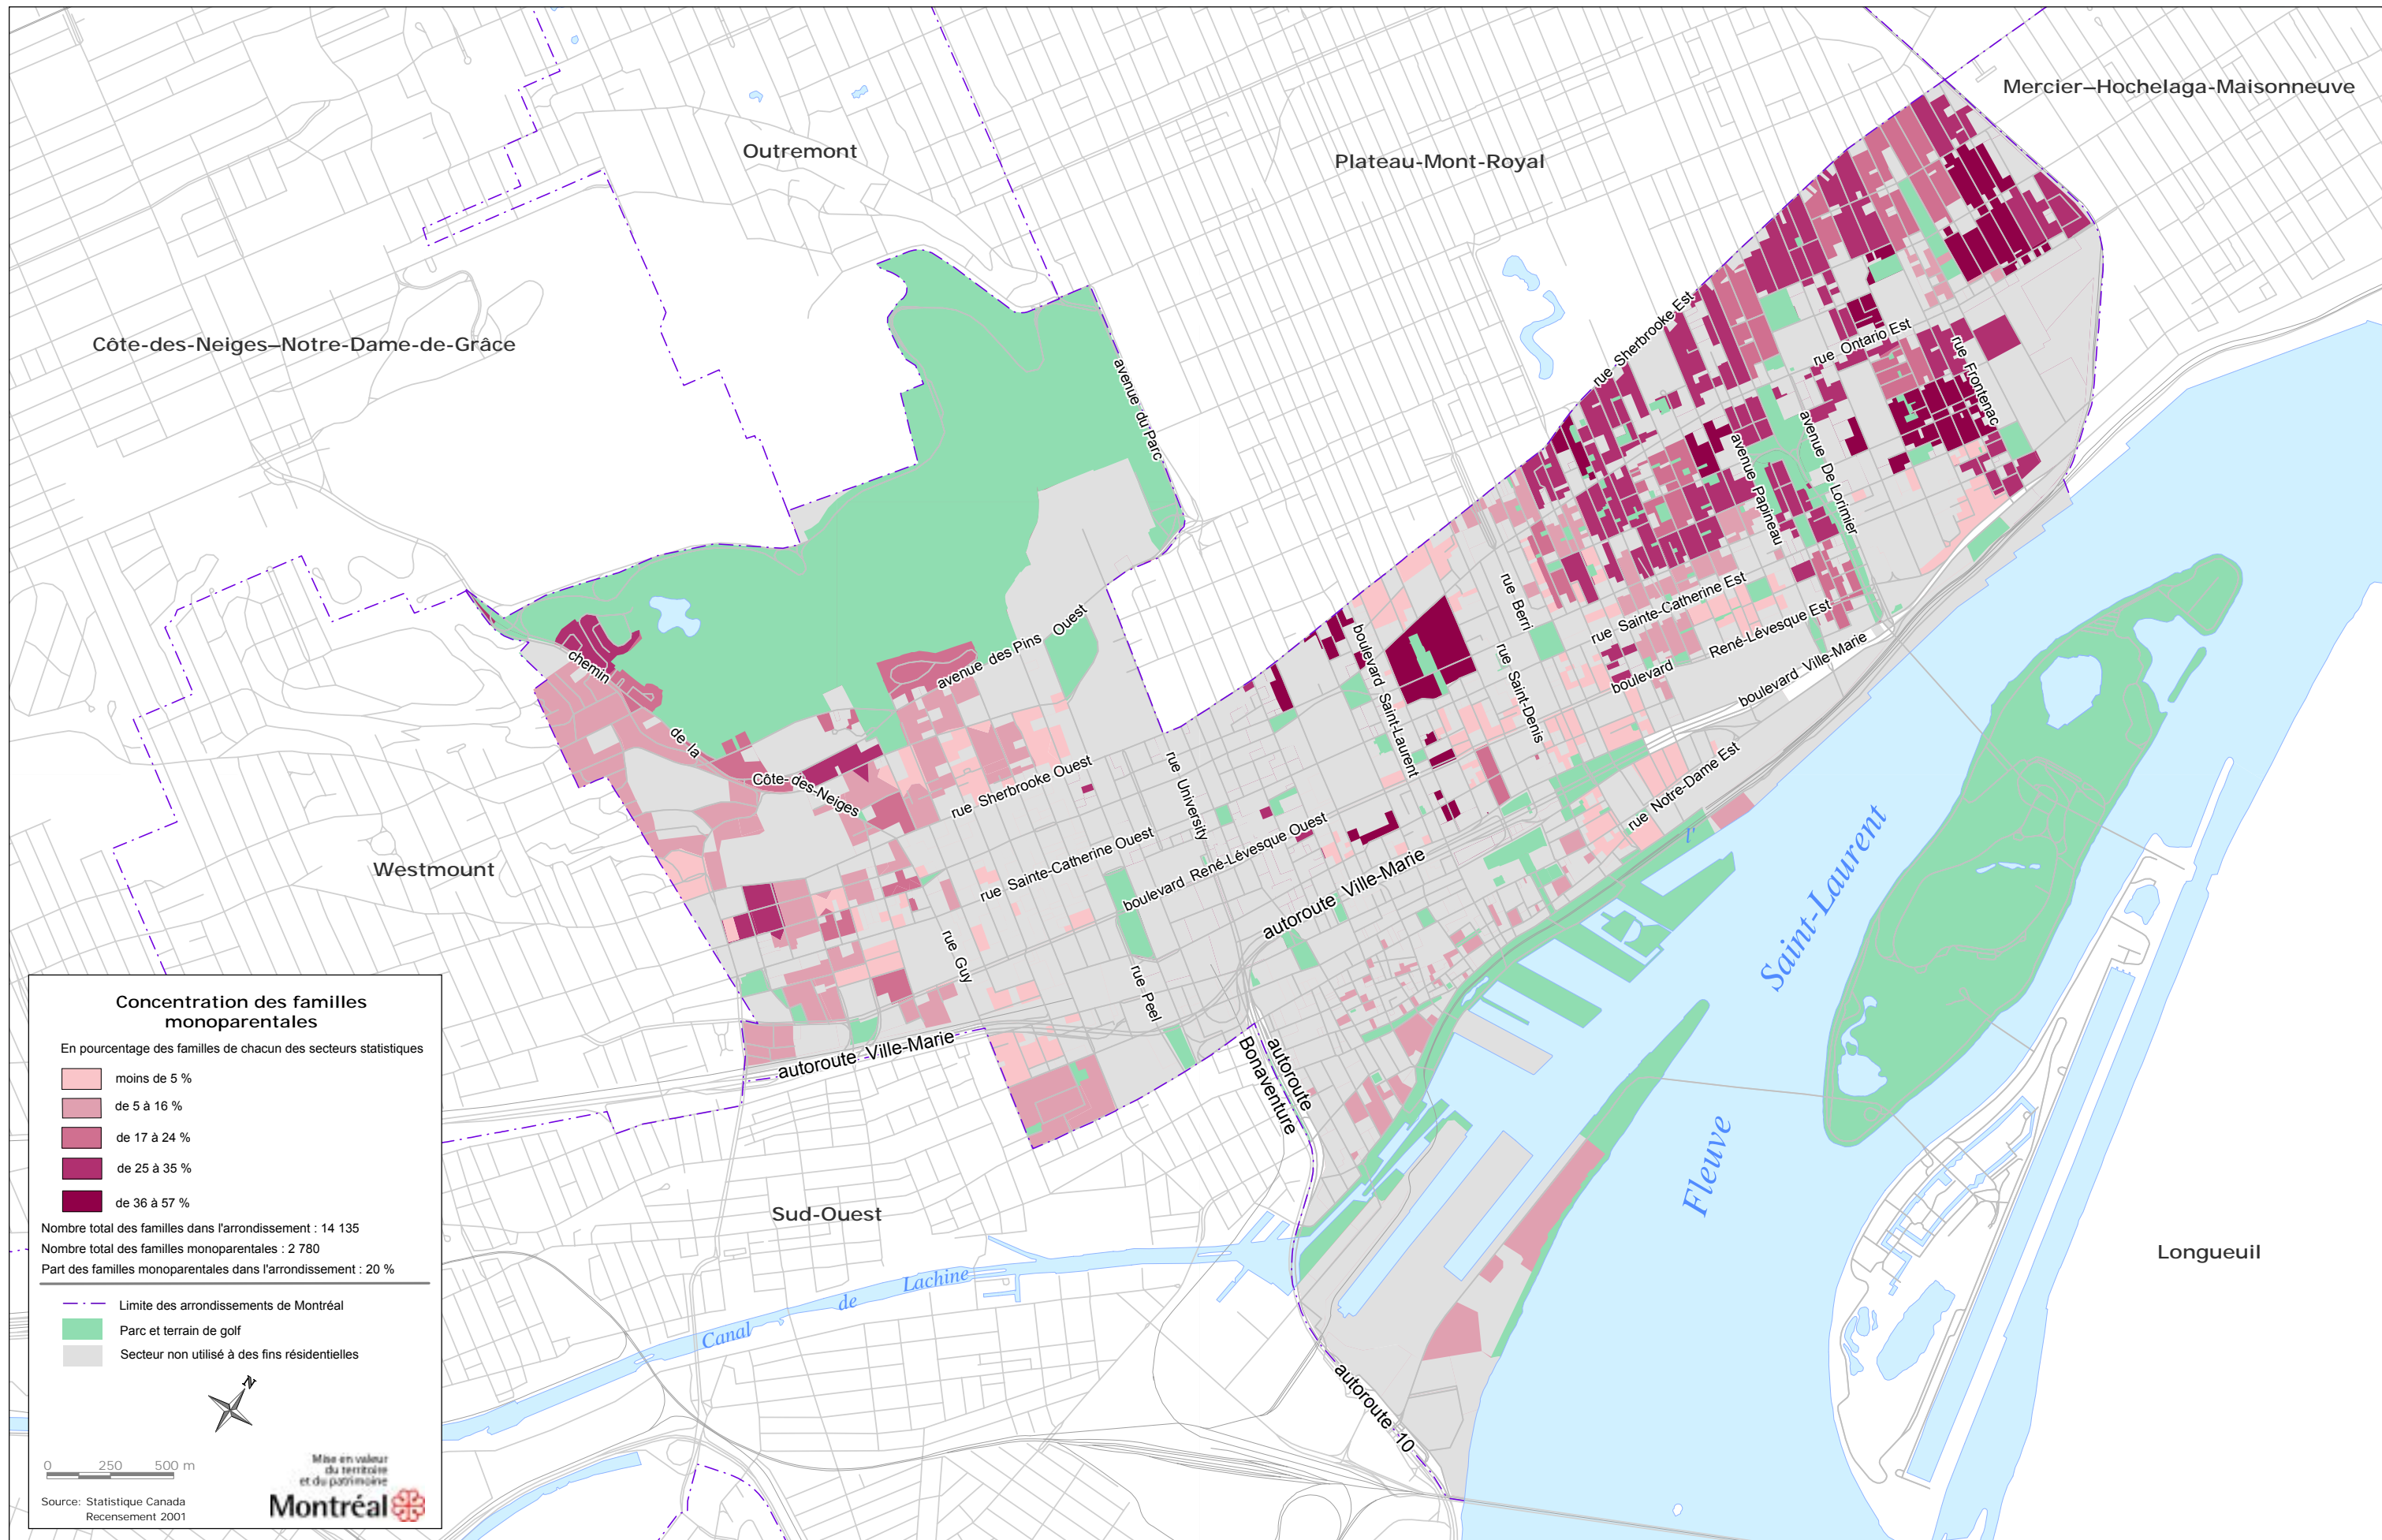 Mercier–Hochelaga-Maisonneuve
Outremont
Plateau-Mont-Royal
Côte-des-Neiges–Notre-Dame-de-Grâce
rue Sherbrooke Est
rue Ontario Est
rue Frontenac
avenue du Parc
avenue De Lorimier
avenue Papineau
rue Berri
rue Sainte-Catherine Est
avenue des Pins Ouest
boulevard René-Lévesque Est
boulevard Ville-Marie
boulevard Saint-Laurent
rue Saint-Denis
chemin de la Côte-des-Neiges
rue Sherbrooke Ouest
rue University
rue Notre-Dame Est
rue Sainte-Catherine Ouest
boulevard René-Lévesque Ouest
Westmount
autoroute Ville-Marie
rue Guy
rue Peel
autoroute Ville-Marie
autoroute
Bonaventure
Fleuve
Saint-Laurent
l'
Sud-Ouest
Longueuil
Canal de Lachine
autoroute 10
Concentration des familles
monoparentales
En pourcentage des familles de chacun des secteurs statistiques
moins de 5 %
de 5 à 16 %
de 17 à 24 %
de 25 à 35 %
de 36 à 57 %
Nombre total des familles dans l'arrondissement : 14 135
Nombre total des familles monoparentales : 2 780
Part des familles monoparentales dans l'arrondissement : 20 %
Limite des arrondissements de Montréal
Parc et terrain de golf
Secteur non utilisé à des fins résidentielles
N
0 250 500 m
Mise en valeur
du territoire
et du patrimoine
Montréal
Source: Statistique Canada
Recensement 2001